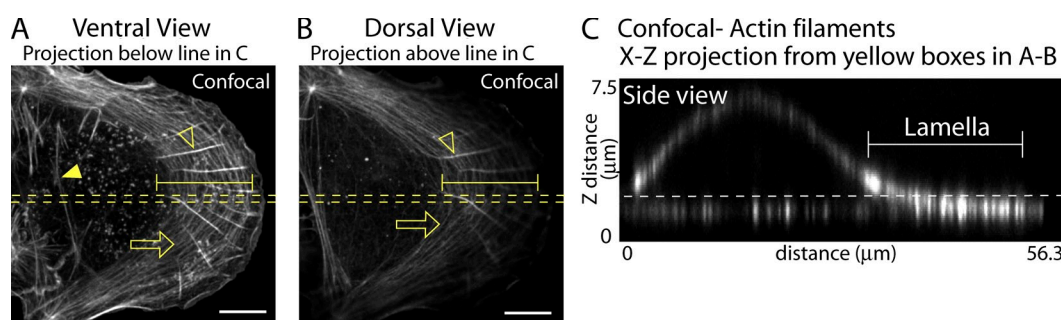 A Ventral View
Projection below line in C
Confocal
B Dorsal View
Projection above line in C
Confocal
C Confocal- Actin filaments
X-Z projection from yellow boxes in A-B
7.5
Side view
Lamella
Z distance
(μm)
0
0 distance (μm) 56.3